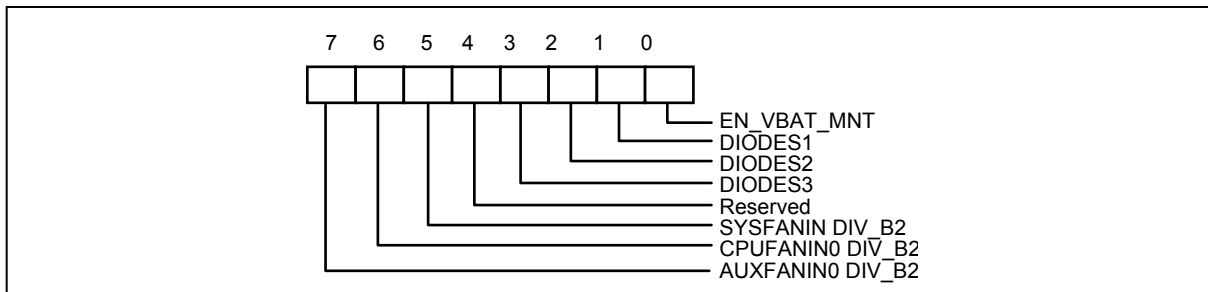 7 6 5 4 3 2 1 0
EN_VBAT_MNT
DIODES1
DIODES2
DIODES3
Reserved
SYSFANIN DIV_B2
CPUFANIN0 DIV_B2
AUXFANIN0 DIV_B2